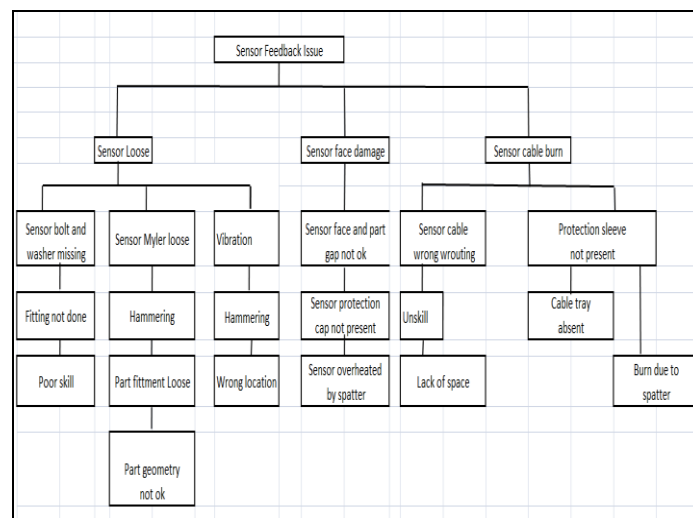 Sensor Feedback Issue
Sensor Loose
Sensor face damage
Sensor cable burn
Sensor bolt and
washer missing
Sensor Myler loose
Vibration
Sensor face and part
gap not ok
Sensor cable
wrong wrouting
Protection sleeve
not present
Fitting not done
Hammering
Hammering
Sensor protection
cap not present
Unskill
Cable tray
absent
Poor skill
Part fittment Loose
Wrong location
Sensor overheated
by spatter
Lack of space
Burn due to
spatter
Part geometry
not ok